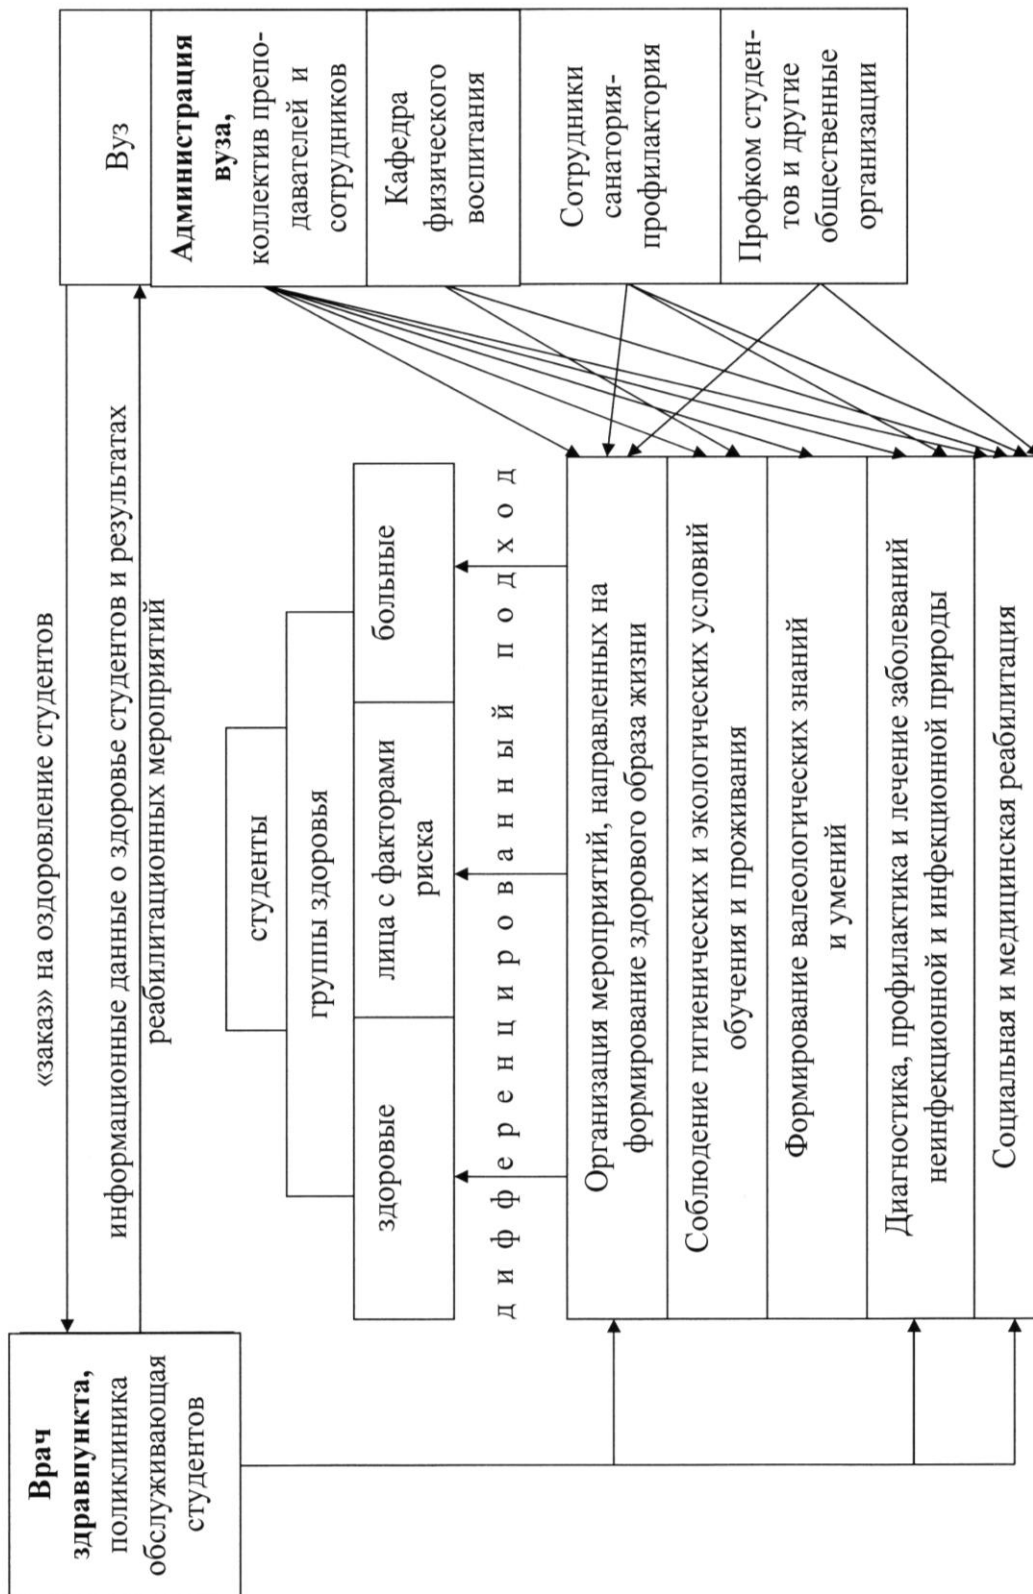 Врач
здравпункта,
поликлиника
обслуживающая
студентов
«заказ» на оздоровление студентов
информационные данные о здоровье студентов и результатах
реабилитационных мероприятий
Вуз
Администрация
вуза,
коллектив препо-
давателей и
сотрудников
Кафедра
физического
воспитания
Сотрудники
санатория-
профилактория
Профком студен-
тов и другие
общественные
организации
студенты
группы здоровья
здоровые
лица с факторами
риска
больные
дифференцированный подход
Организация мероприятий, направленных на
формирование здорового образа жизни
Соблюдение гигиенических и экологических условий
обучения и проживания
Формирование валеологических знаний
и умений
Диагностика, профилактика и лечение заболеваний
неинфекционной и инфекционной природы
Социальная и медицинская реабилитация